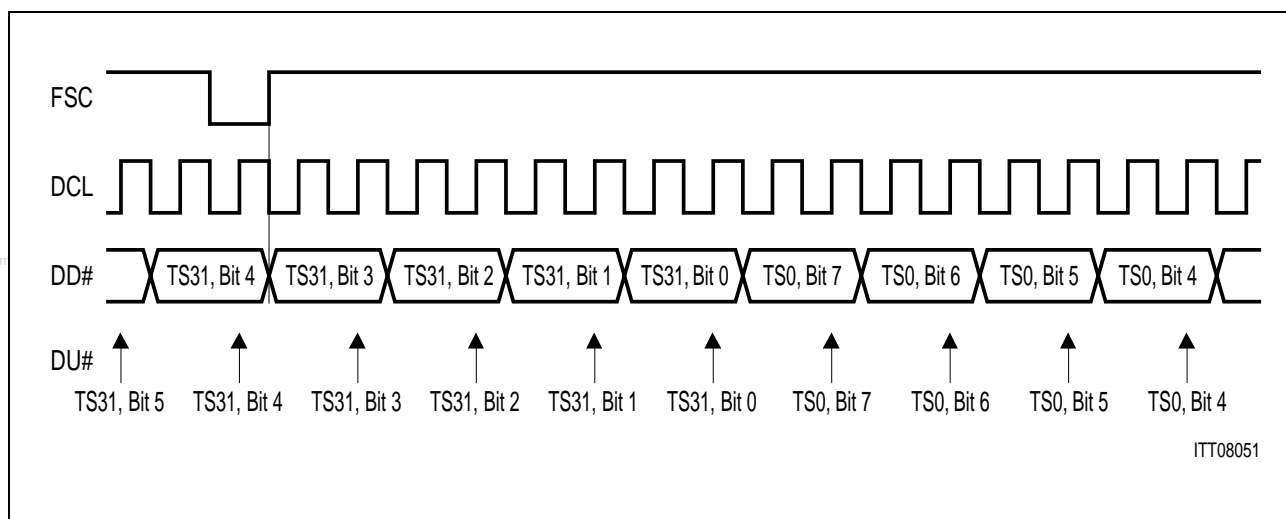 FSC
DCL
DD# TS31, Bit 4 TS31, Bit 3 TS31, Bit 2 TS31, Bit 1 TS31, Bit 0 TS0, Bit 7 TS0, Bit 6 TS0, Bit 5 TS0, Bit 4
DU#
TS31, Bit 5 TS31, Bit 4 TS31, Bit 3 TS31, Bit 2 TS31, Bit 1 TS31, Bit 0 TS0, Bit 7 TS0, Bit 6 TS0, Bit 5 TS0, Bit 4
ITT08051